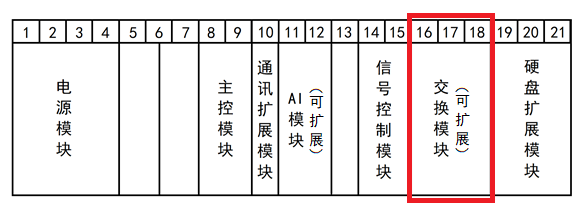 1 2 3 4 5 6 7 8 9 10 11 12 13 14 15 16 17 18 19 20 21
电源模块
主控模块
通讯扩展模块
AI模块
（可扩展）
信号控制模块
交换模块
（可扩展）
硬盘扩展模块